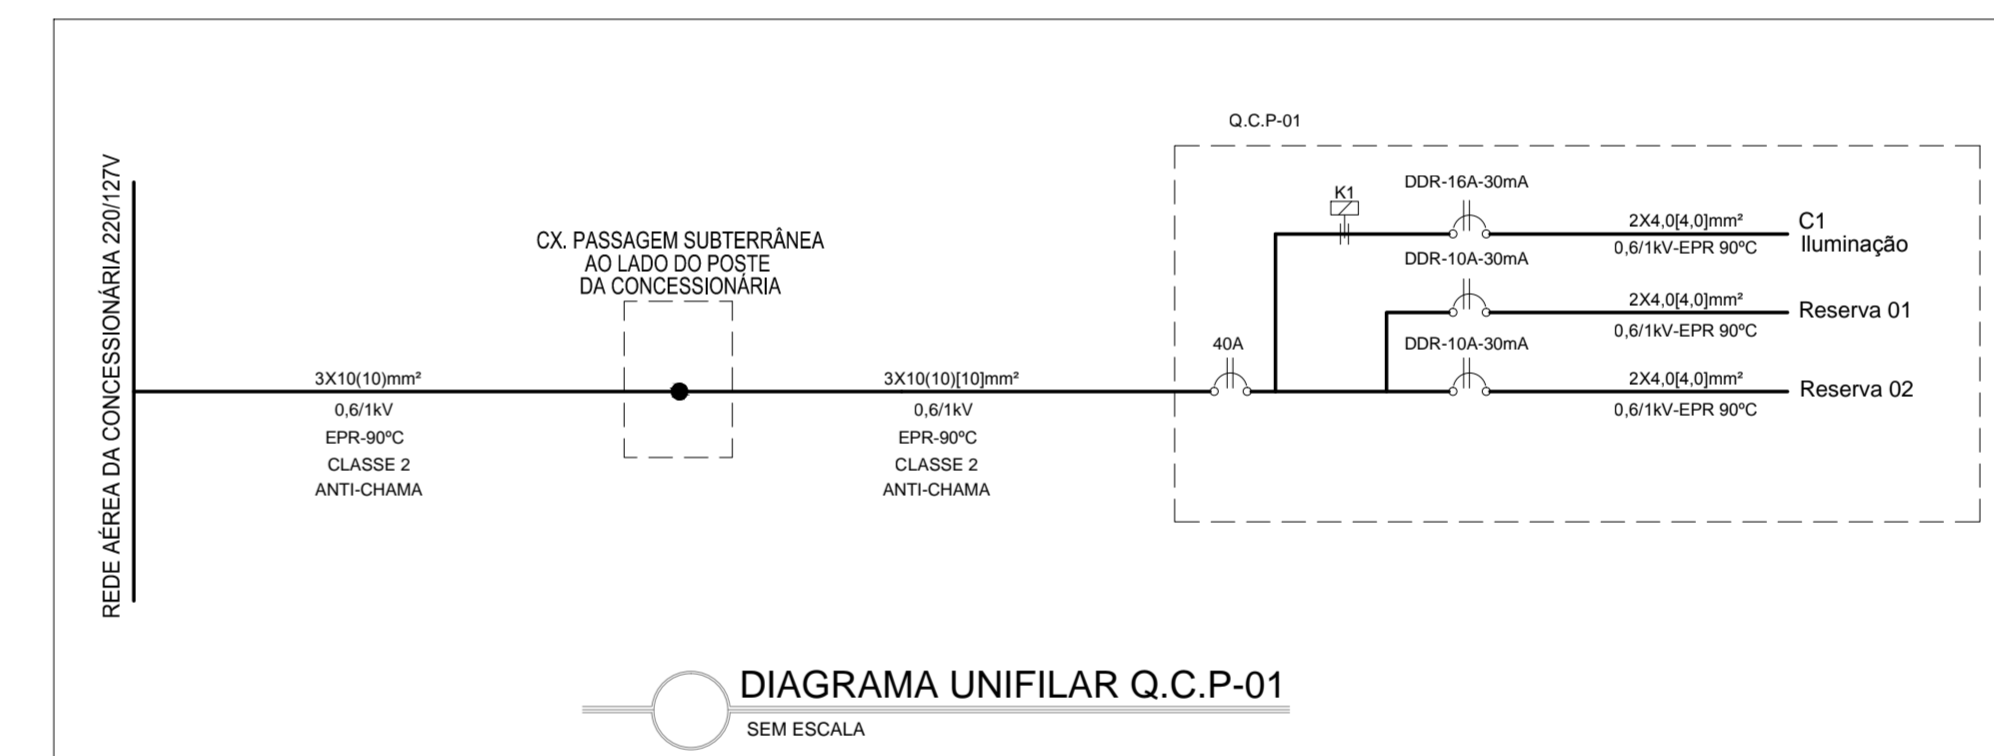 REDE AÉREA DA CONCESSIONÁRIA 220/127V
3X10(10)mm²
0,6/1kV
EPR-90ºC
CLASSE 2
ANTI-CHAMA
CX. PASSAGEM SUBTERRÂNEA
AO LADO DO POSTE
DA CONCESSIONÁRIA
3X10(10)[10]mm²
0,6/1kV
EPR-90ºC
CLASSE 2
ANTI-CHAMA
Q.C.P-01
40A
K1
DDR-16A-30mA
2X4,0[4,0]mm²
0,6/1kV-EPR 90ºC
C1
Iluminação
DDR-10A-30mA
2X4,0[4,0]mm²
0,6/1kV-EPR 90ºC
Reserva 01
DDR-10A-30mA
2X4,0[4,0]mm²
0,6/1kV-EPR 90ºC
Reserva 02
DIAGRAMA UNIFILAR Q.C.P-01
SEM ESCALA